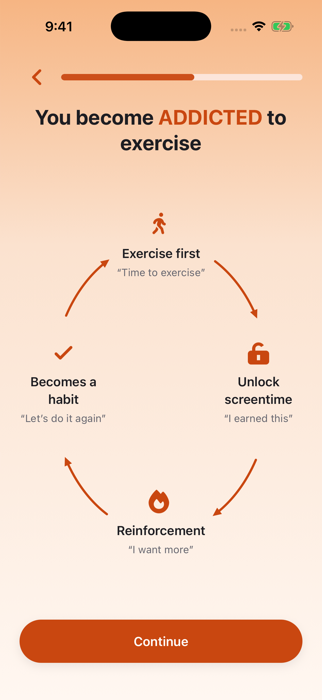 9:41
You become ADDICTED to
exercise
Exercise first
“Time to exercise”
Becomes a
habit
“Let’s do it again”
Unlock
screentime
“I earned this”
Reinforcement
“I want more”
Continue